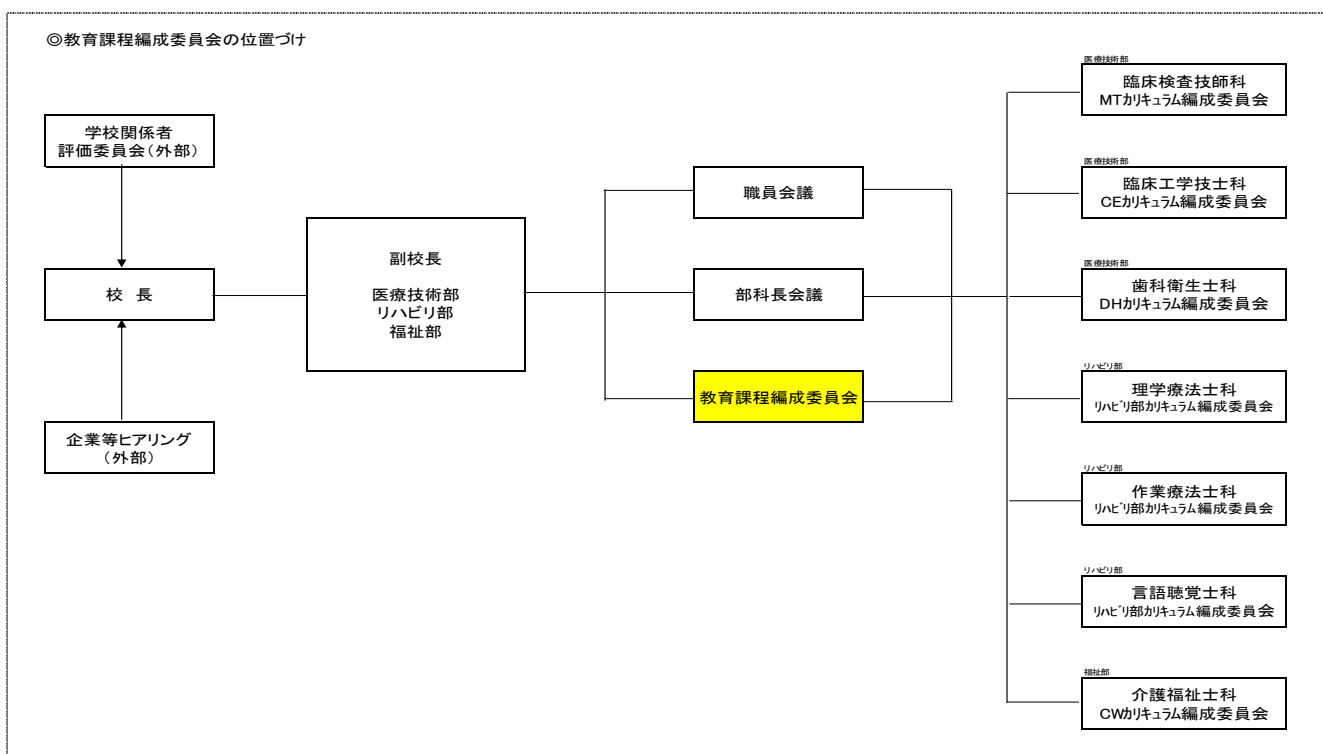 ◎教育課程編成委員会の位置づけ
学校関係者
評価委員会(外部)
校 長
企業等ヒアリング
(外部)
副校長
医療技術部
リハビリ部
福祉部
職員会議
部科長会議
教育課程編成委員会
医療技術部
臨床検査技師科
MTカリキュラム編成委員会
医療技術部
臨床工学技士科
CEカリキュラム編成委員会
医療技術部
歯科衛生士科
DHカリキュラム編成委員会
リハビリ部
理学療法士科
リハビリ部カリキュラム編成委員会
リハビリ部
作業療法士科
リハビリ部カリキュラム編成委員会
リハビリ部
言語聴覚士科
リハビリ部カリキュラム編成委員会
福祉部
介護福祉士科
CWカリキュラム編成委員会